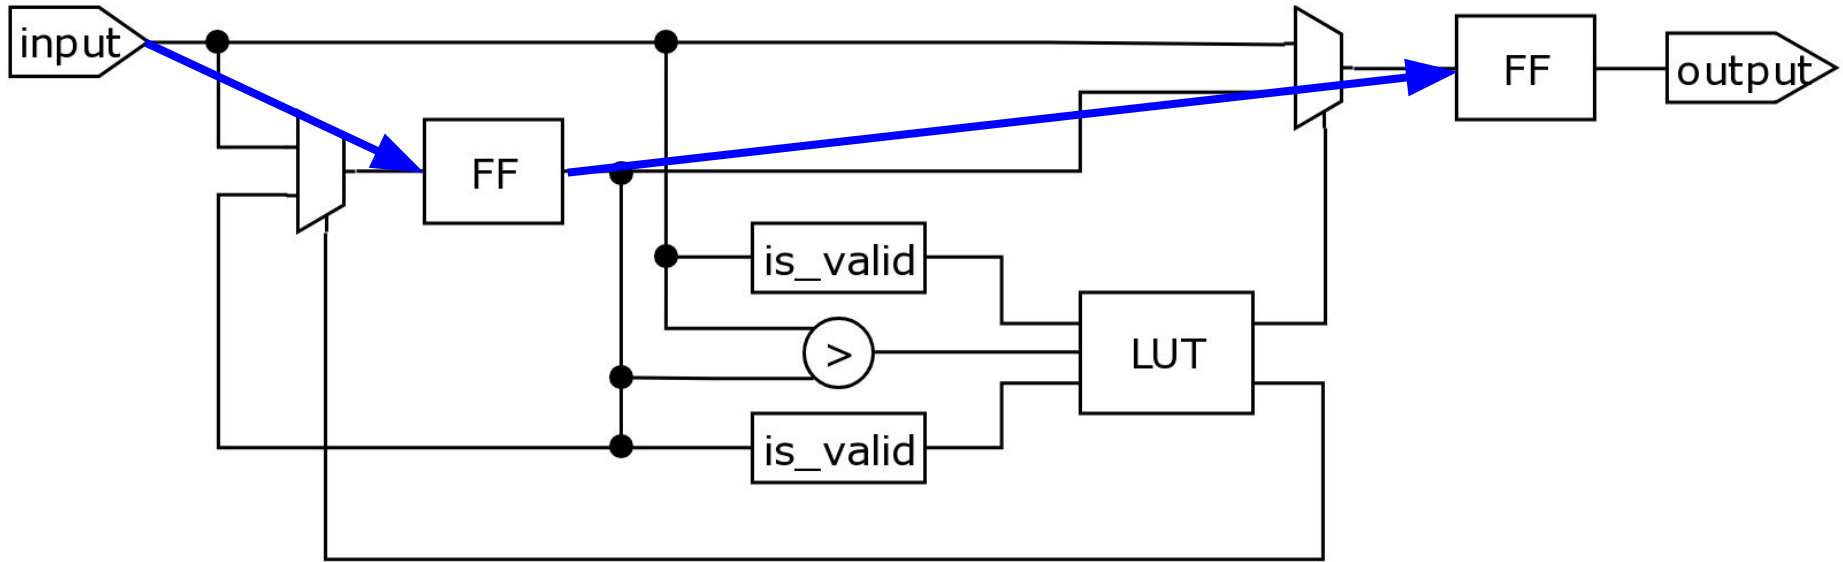 input
FF
output
FF
is_valid
>
LUT
is_valid